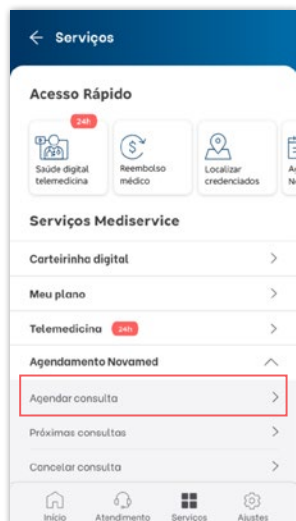 ← Serviços
Acesso Rápido
24h
Saúde digital telemedicina
Reembolso médico
Localizar credenciados
Serviços Mediservice
Carteirinha digital
Meu plano
Telemedicina 24h
Agendamento Novamed
Agendar consulta
Próximas consultas
Cancelar consulta
Início Atendimento Serviços Ajustes